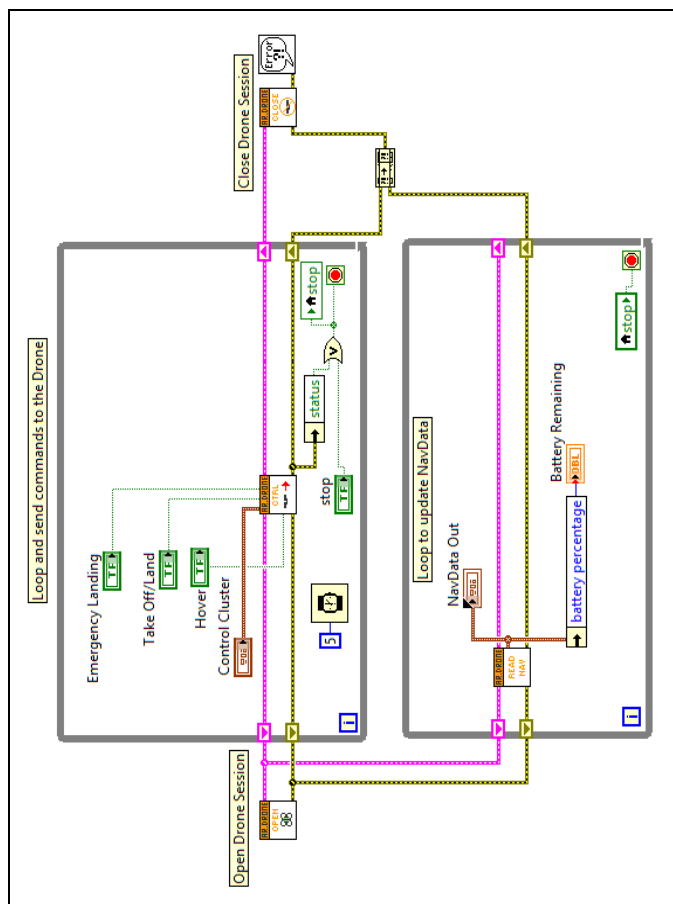 Open Drone Session
AR.DRONE
OPEN
Loop and send commands to the Drone
Emergency Landing
TF
Take Off/Land
TF
Hover
TF
Control Cluster
AR.DRONE
CTRL
5
i
stop
TF
status
V
stop
Close Drone Session
AR.DRONE
CLOSE
Error
?!
?! ?!
Loop to update NavData
NavData Out
AR.DRONE
READ
NAV
battery percentage
Battery Remaining
DBL
i
stop